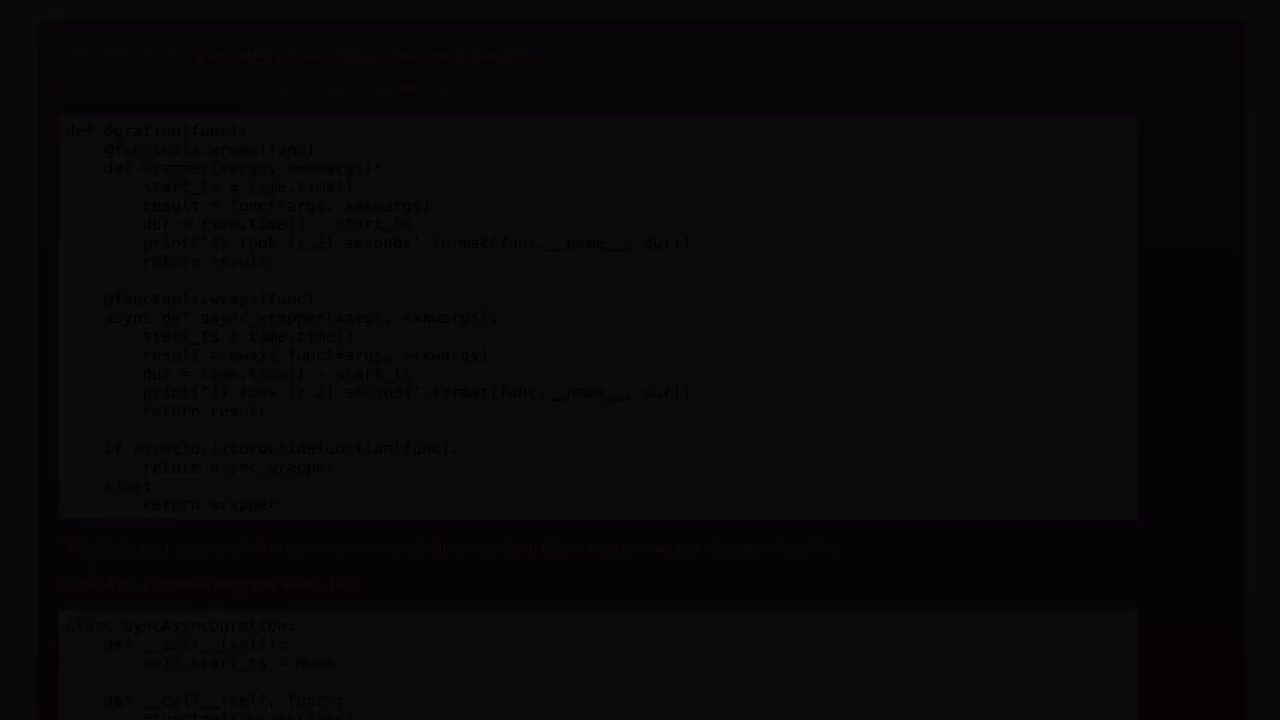 def duration(func):
@functools.wraps(func)
def wrapper(*args, **kwargs):
start_ts = time.time()
result = func(*args, **kwargs)
dur = time.time() - start_ts
print('{} took {:.2} seconds'.format(func.__name__, dur))
return result
@functools.wraps(func)
async def async_wrapper(*args, **kwargs):
start_ts = time.time()
result = await func(*args, **kwargs)
dur = time.time() - start_ts
print('{} took {:.2} seconds'.format(func.__name__, dur))
return result
if asyncio.iscoroutinefunction(func):
return async_wrapper
else:
return wrapper
class SyncAsyncDuration:
def __init__(self):
self.start_ts = None
def __call__(self, func):
@functools.wraps(func)